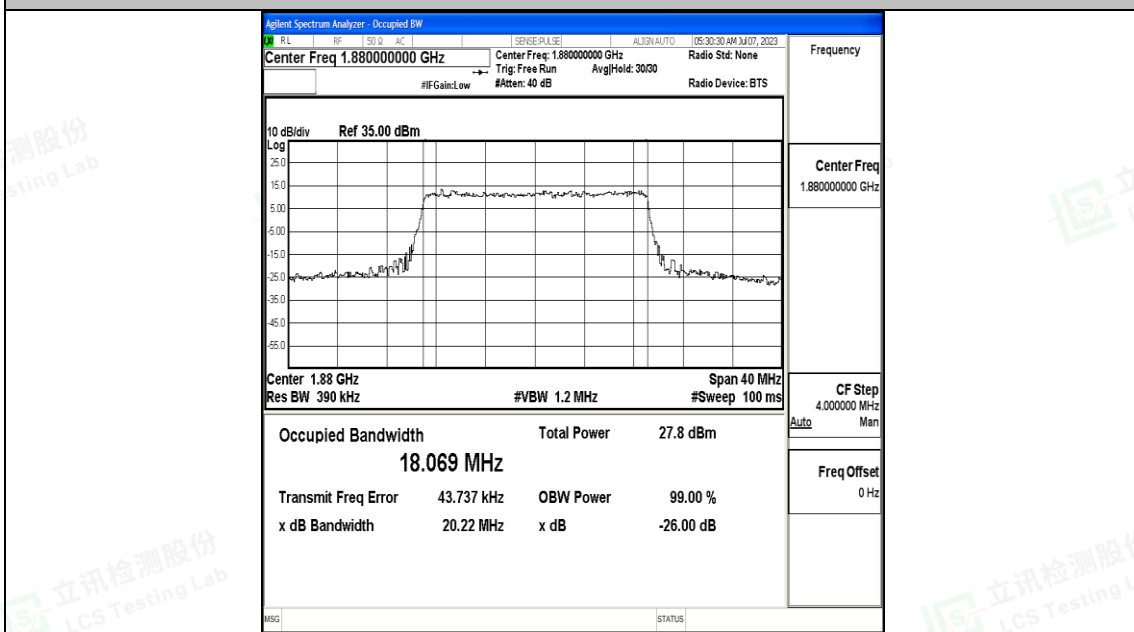 Agilent Spectrum Analyzer - Occupied BW
RL RF 50 Ω AC SENSE:PULSE ALIGN AUTO 05:30:30 AM Jul 07, 2023
Center Freq 1.880000000 GHz
Center Freq: 1.880000000 GHz Radio Std: None
Trig: Free Run Avg|Hold: 30/30
#IFGain:Low #Atten: 40 dB Radio Device: BTS
10 dB/div Ref 35.00 dBm
Log
25.0
15.0
5.00
-5.00
-15.0
-25.0
-35.0
-45.0
-55.0
Center 1.88 GHz Span 40 MHz
Res BW 390 kHz #VBW 1.2 MHz #Sweep 100 ms
Occupied Bandwidth Total Power 27.8 dBm
18.069 MHz
Transmit Freq Error 43.737 kHz OBW Power 99.00 %
x dB Bandwidth 20.22 MHz x dB -26.00 dB
MSG STATUS
Frequency
Center Freq
1.880000000 GHz
CF Step
4.000000 MHz
Auto Man
Freq Offset
0 Hz
测股份
sting Lab
立
立讯检测股份
LCS Testing Lab
立讯检测股
LCS Testing L